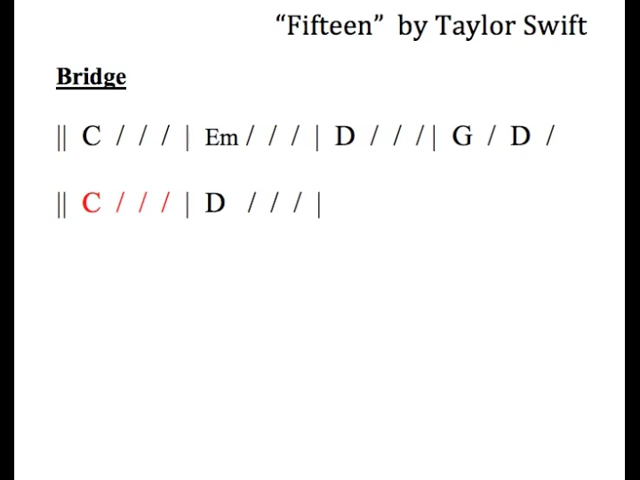 “Fifteen” by Taylor Swift
Bridge
|| C / / / | Em / / / | D / / / | G / D /
|| C / / / | D / / / |